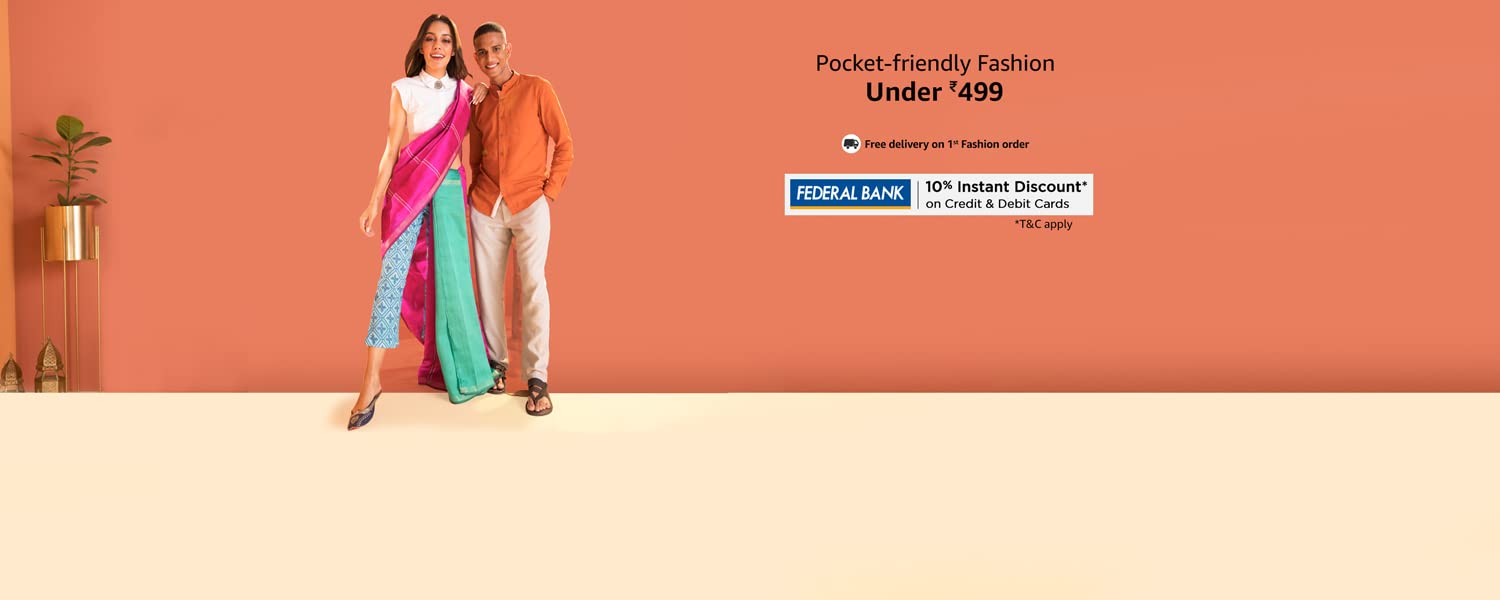 Pocket-friendly Fashion
Under ₹499
Free delivery on 1st Fashion order
FEDERAL BANK
10% Instant Discount*
on Credit & Debit Cards
*T&C apply